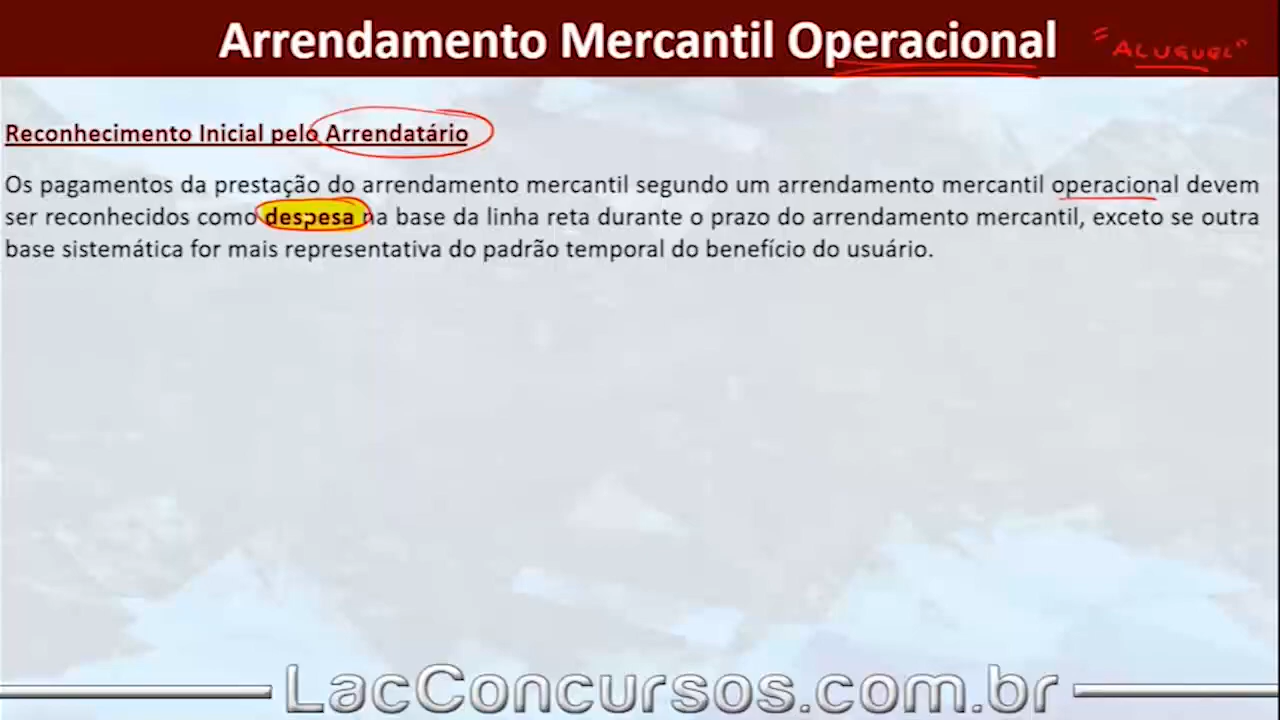 Arrendamento Mercantil Operacional "ALUGUEL"
Reconhecimento Inicial pelo Arrendatário
Os pagamentos da prestação do arrendamento mercantil segundo um arrendamento mercantil operacional devem
ser reconhecidos como despesa na base da linha reta durante o prazo do arrendamento mercantil, exceto se outra
base sistemática for mais representativa do padrão temporal do benefício do usuário.
LacConcursos.com.br